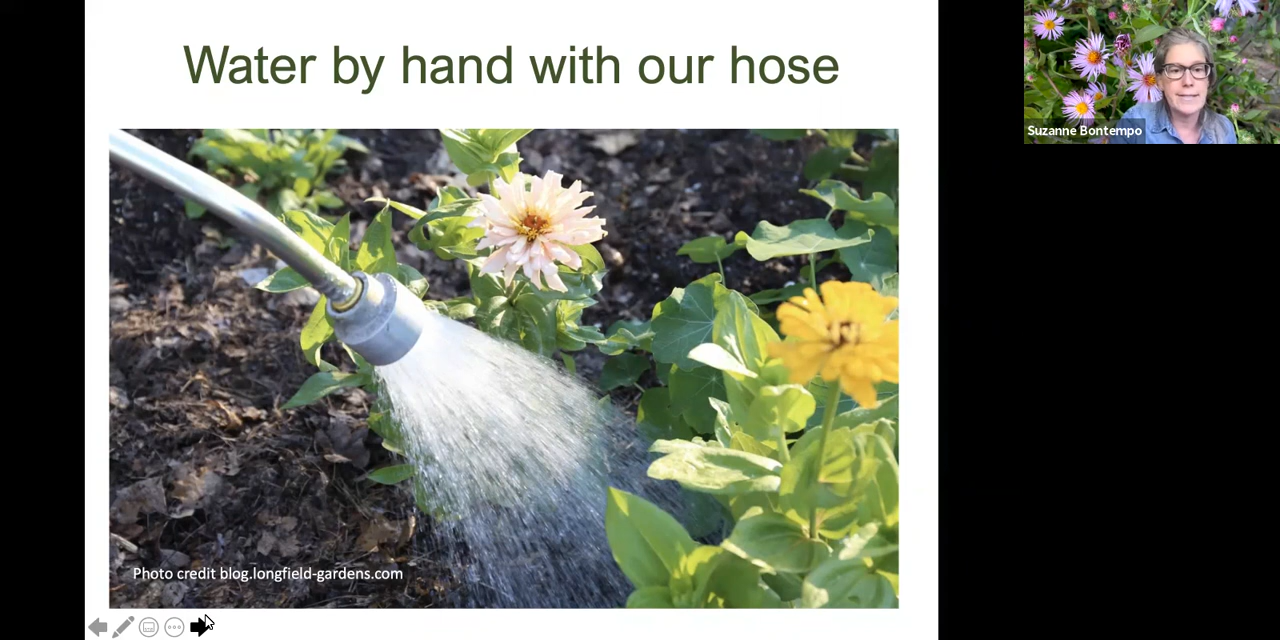 Water by hand with our hose
Suzanne Bontempo
Photo credit blog.longfield-gardens.com